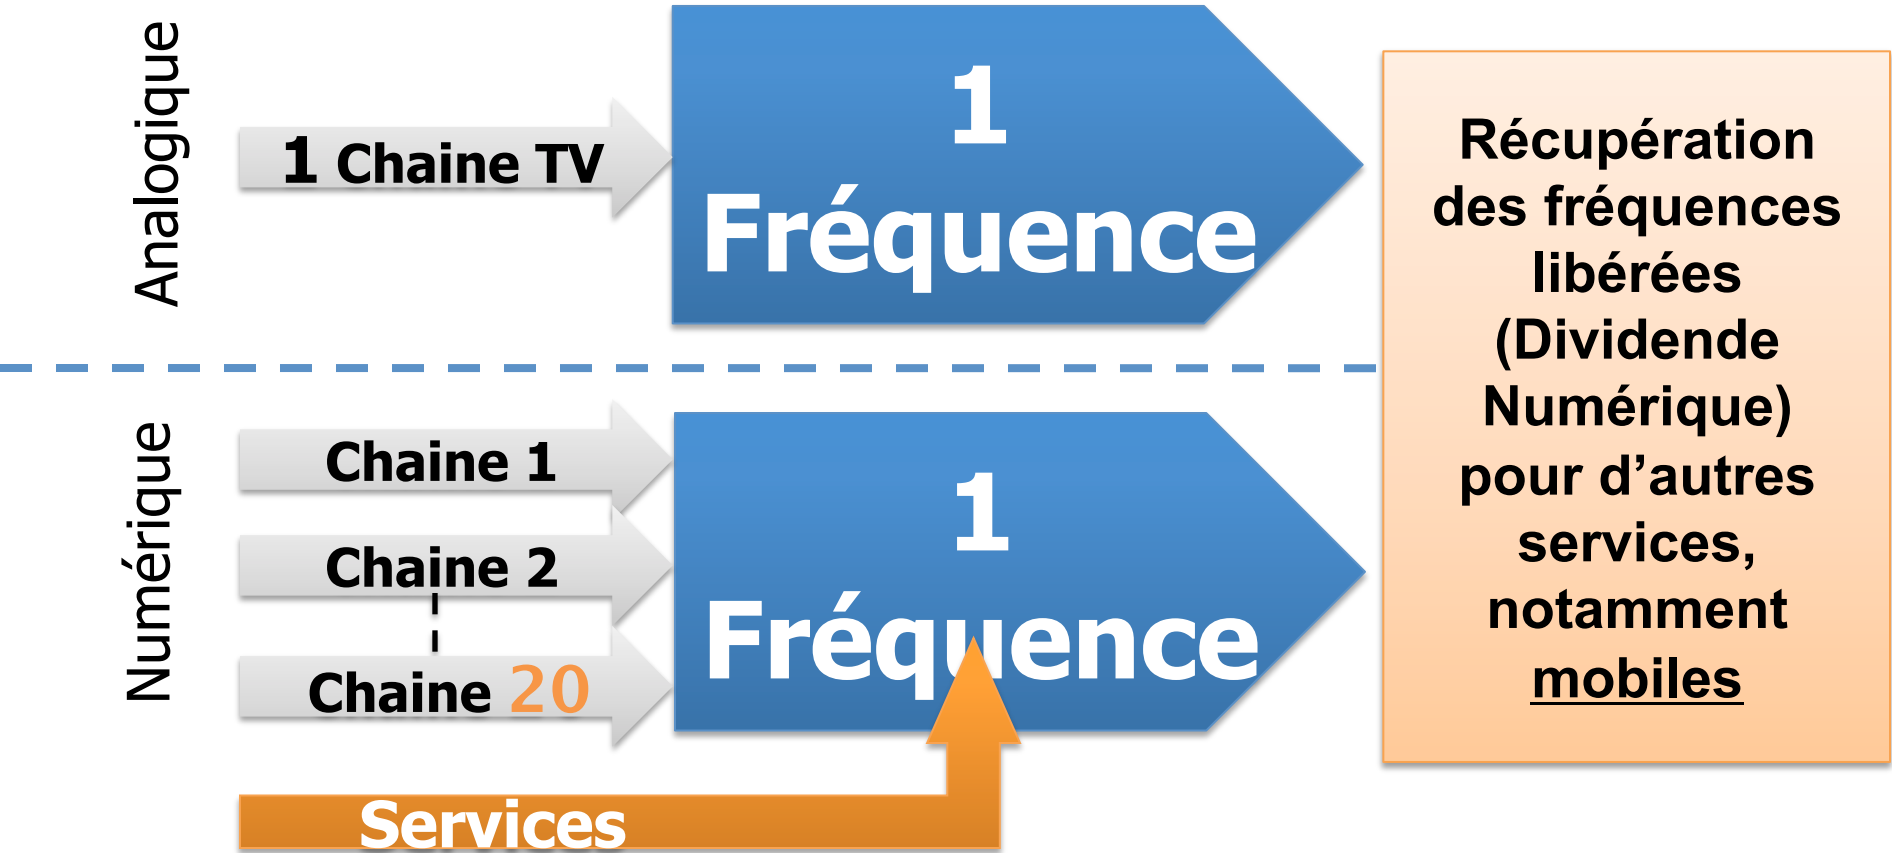 Analogique
1 Chaine TV
1
Fréquence
Numérique
Chaine 1
Chaine 2
Chaine 20
1
Fréquence
Services
Récupération
des fréquences
libérées
(Dividende
Numérique)
pour d’autres
services,
notamment
mobiles